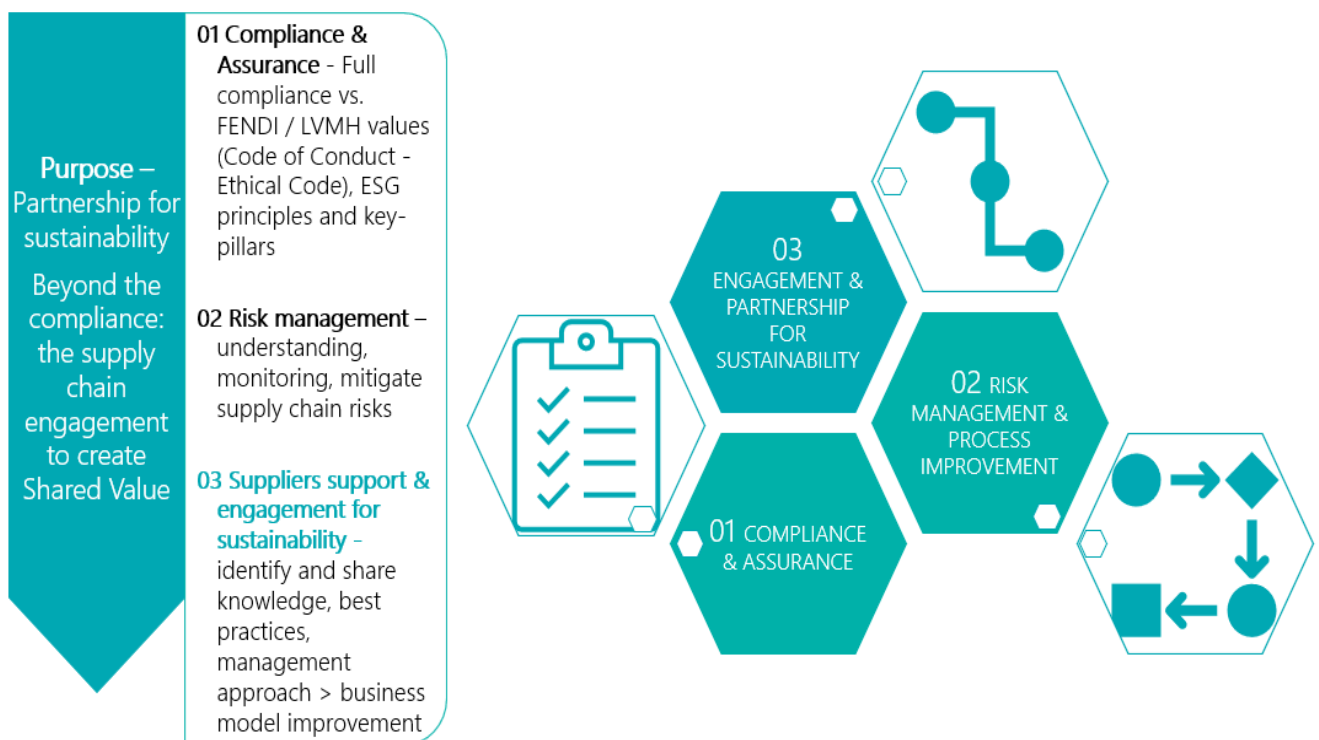 Purpose –
Partnership for
sustainability
Beyond the
compliance:
the supply
chain
engagement
to create
Shared Value
01 Compliance &
Assurance - Full
compliance vs.
FENDI / LVMH values
(Code of Conduct -
Ethical Code), ESG
principles and key-
pillars
02 Risk management –
understanding,
monitoring, mitigate
supply chain risks
03 Suppliers support &
engagement for
sustainability -
identify and share
knowledge, best
practices,
management
approach > business
model improvement
03
ENGAGEMENT &
PARTNERSHIP
FOR
SUSTAINABILITY
02 RISK
MANAGEMENT &
PROCESS
IMPROVEMENT
01 COMPLIANCE
& ASSURANCE